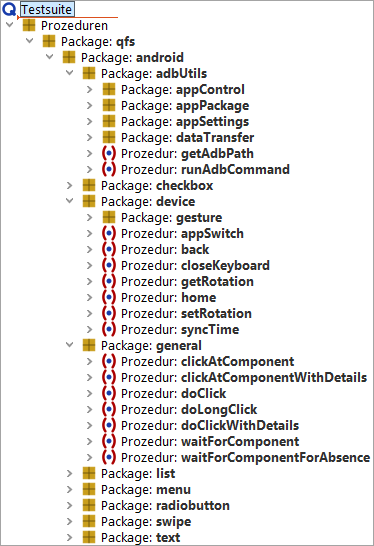 Testsuite
Prozeduren
Package: qfs
Package: android
Package: adbUtils
Package: appControl
Package: appPackage
Package: appSettings
Package: dataTransfer
Prozedur: getAdbPath
Prozedur: runAdbCommand
Package: checkbox
Package: device
Package: gesture
Prozedur: appSwitch
Prozedur: back
Prozedur: closeKeyboard
Prozedur: getRotation
Prozedur: home
Prozedur: setRotation
Prozedur: syncTime
Package: general
Prozedur: clickAtComponent
Prozedur: clickAtComponentWithDetails
Prozedur: doClick
Prozedur: doLongClick
Prozedur: doClickWithDetails
Prozedur: waitForComponent
Prozedur: waitForComponentForAbsence
Package: list
Package: menu
Package: radiobutton
Package: swipe
Package: text